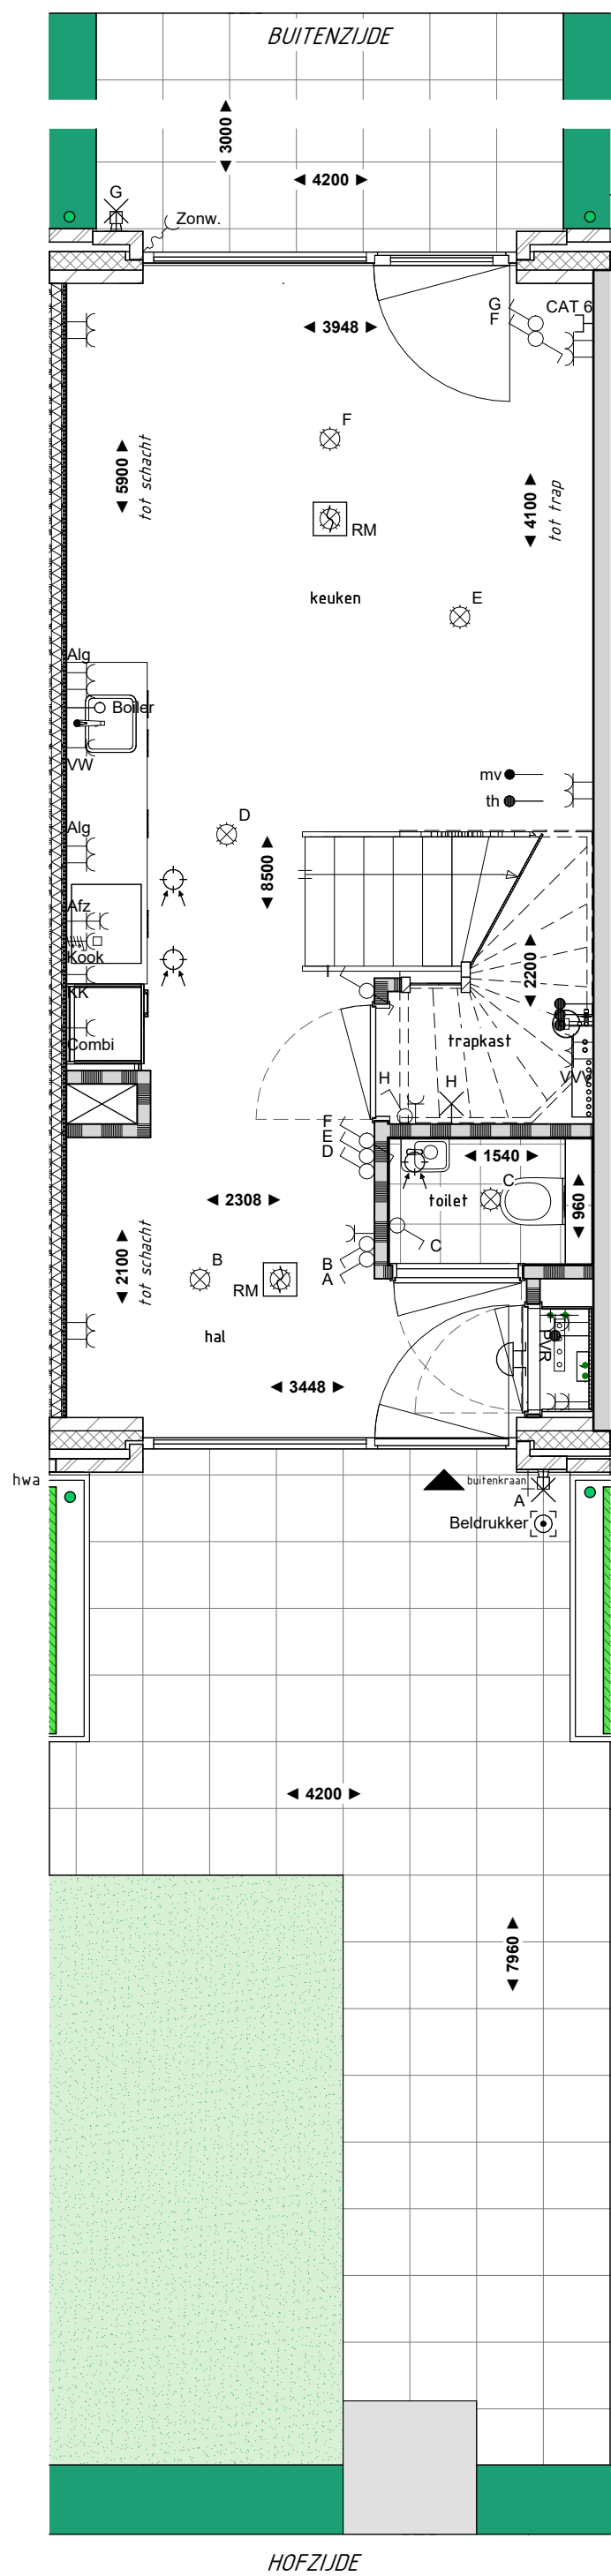 BUITENZIJDE
3000
4200
G
Zonw.
3948
G
F
CAT 6
F
5900
tot schacht
4100
tot trap
RM
keuken
E
Alg
Boiler
VW
mv
th
Alg
D
8500
Afz
Kook
KK
Combi
2200
I
trapkast
VVV
H
H
F
E
D
1540
2308
toilet
C
960
C
2100
tot schacht
B
RM
B
A
hal
PVR
3448
hwa
buitenkraan
A
Beldrukker
4200
7960
HOFZIJDE